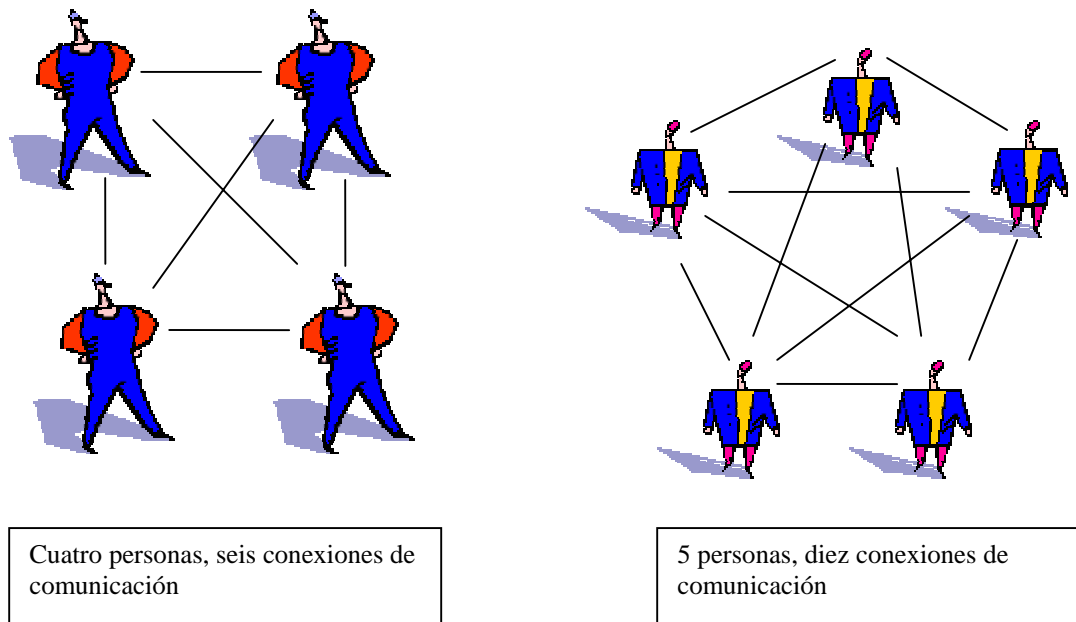 Cuatro personas, seis conexiones de
comunicación
5 personas, diez conexiones de
comunicación